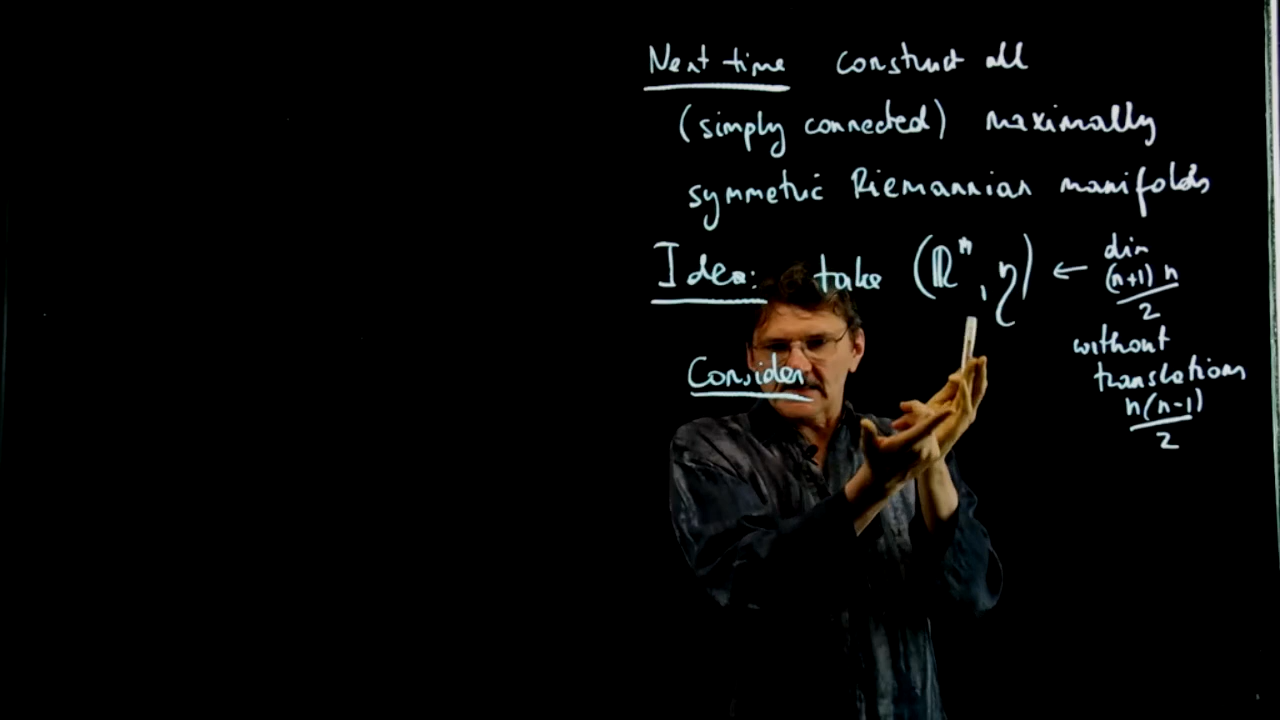 Next time construct all
(simply connected) maximally
symmetric Riemannian manifolds
Idea: take (ℝⁿ, η) ← dim (n+1) n / 2
without
translations
n(n-1) / 2
Consider